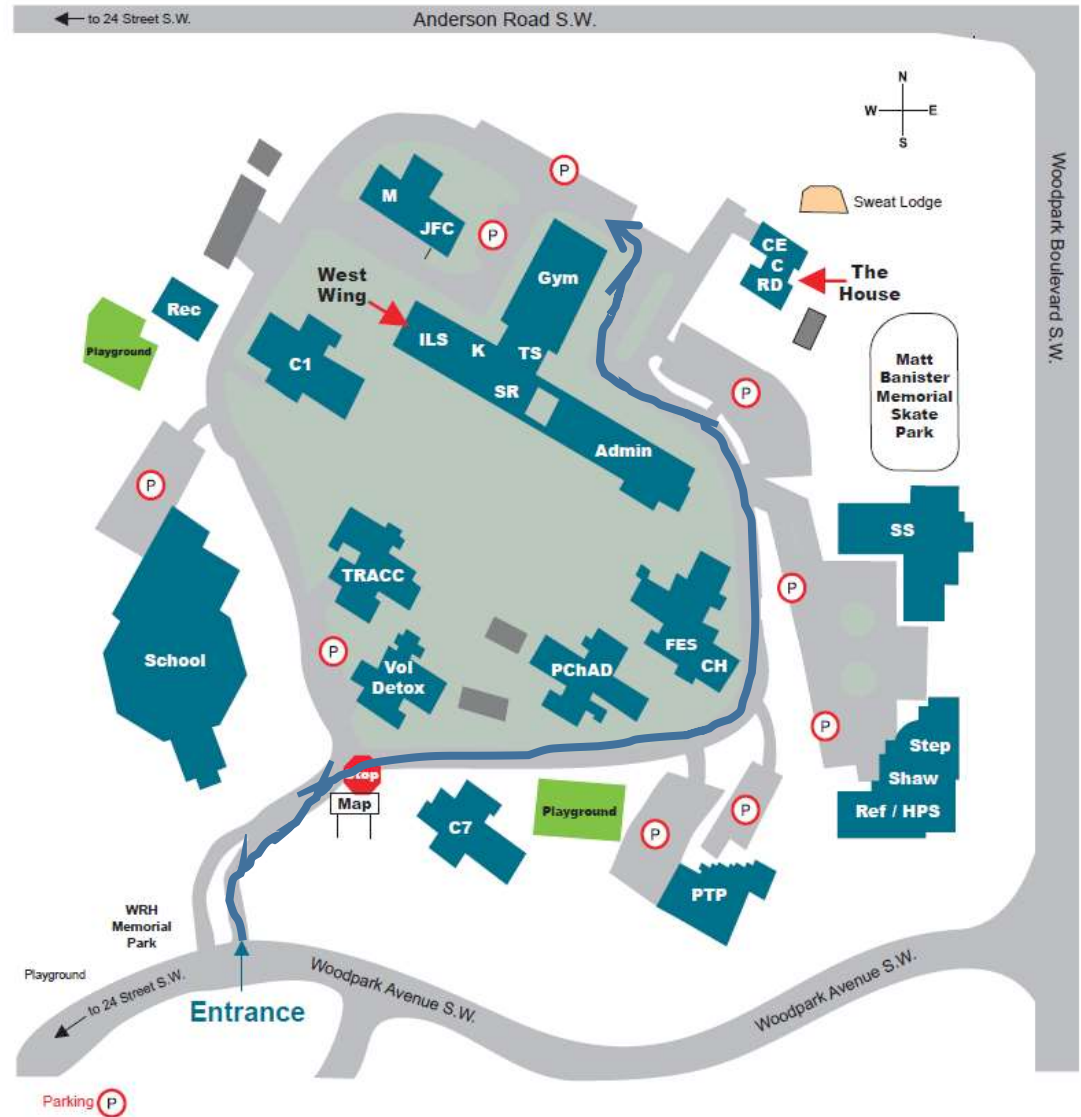 to 24 Street S.W.
Anderson Road S.W.
N
W E
S
Woodpark Boulevard S.W.
P
M
JFC
P
Sweat Lodge
CE
C
RD
The
House
Gym
West
Wing
Rec
Playground
ILS
K
TS
SR
C1
P
Matt
Banister
Memorial
Skate
Park
Admin
P
SS
TRACC
P
School
P
Vol
Detox
PChAD
FES
CH
P
Step
Shaw
Ref / HPS
Stop
Map
C7
Playground
P
P
PTP
WRH
Memorial
Park
Playground
to 24 Street S.W.
Woodpark Avenue S.W.
Woodpark Avenue S.W.
Entrance
Parking P